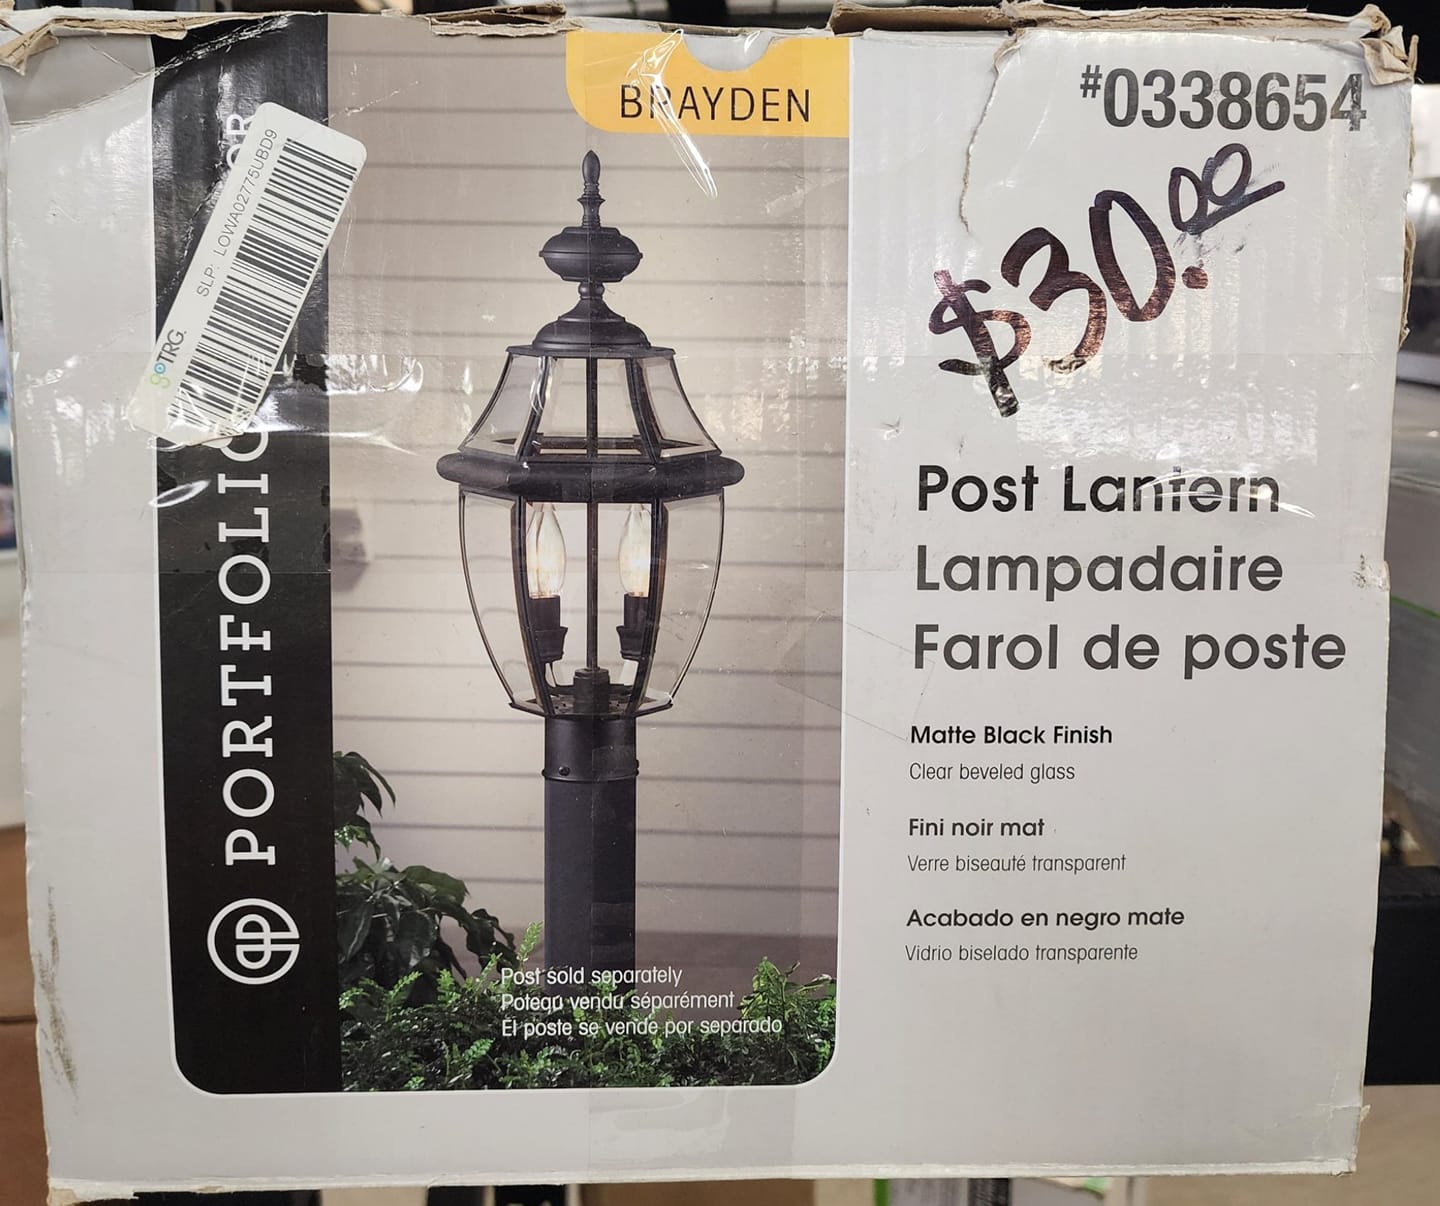 BRAYDEN
#0338654
$30.00
SLP: LOWA02775UBD9
goTRG.
PORTFOLIO
Post Lantern
Lampadaire
Farol de poste
Matte Black Finish
Clear beveled glass
Fini noir mat
Verre biseauté transparent
Acabado en negro mate
Vidrio biselado transparente
Post sold separately
Poteau vendu séparément
El poste se vende por separado